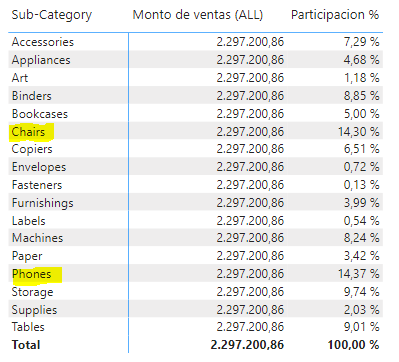 Sub-Category Monto de ventas (ALL) Participacion %
Accessories 2.297.200,86 7,29 %
Appliances 2.297.200,86 4,68 %
Art 2.297.200,86 1,18 %
Binders 2.297.200,86 8,85 %
Bookcases 2.297.200,86 5,00 %
Chairs 2.297.200,86 14,30 %
Copiers 2.297.200,86 6,51 %
Envelopes 2.297.200,86 0,72 %
Fasteners 2.297.200,86 0,13 %
Furnishings 2.297.200,86 3,99 %
Labels 2.297.200,86 0,54 %
Machines 2.297.200,86 8,24 %
Paper 2.297.200,86 3,42 %
Phones 2.297.200,86 14,37 %
Storage 2.297.200,86 9,74 %
Supplies 2.297.200,86 2,03 %
Tables 2.297.200,86 9,01 %
Total 2.297.200,86 100,00 %